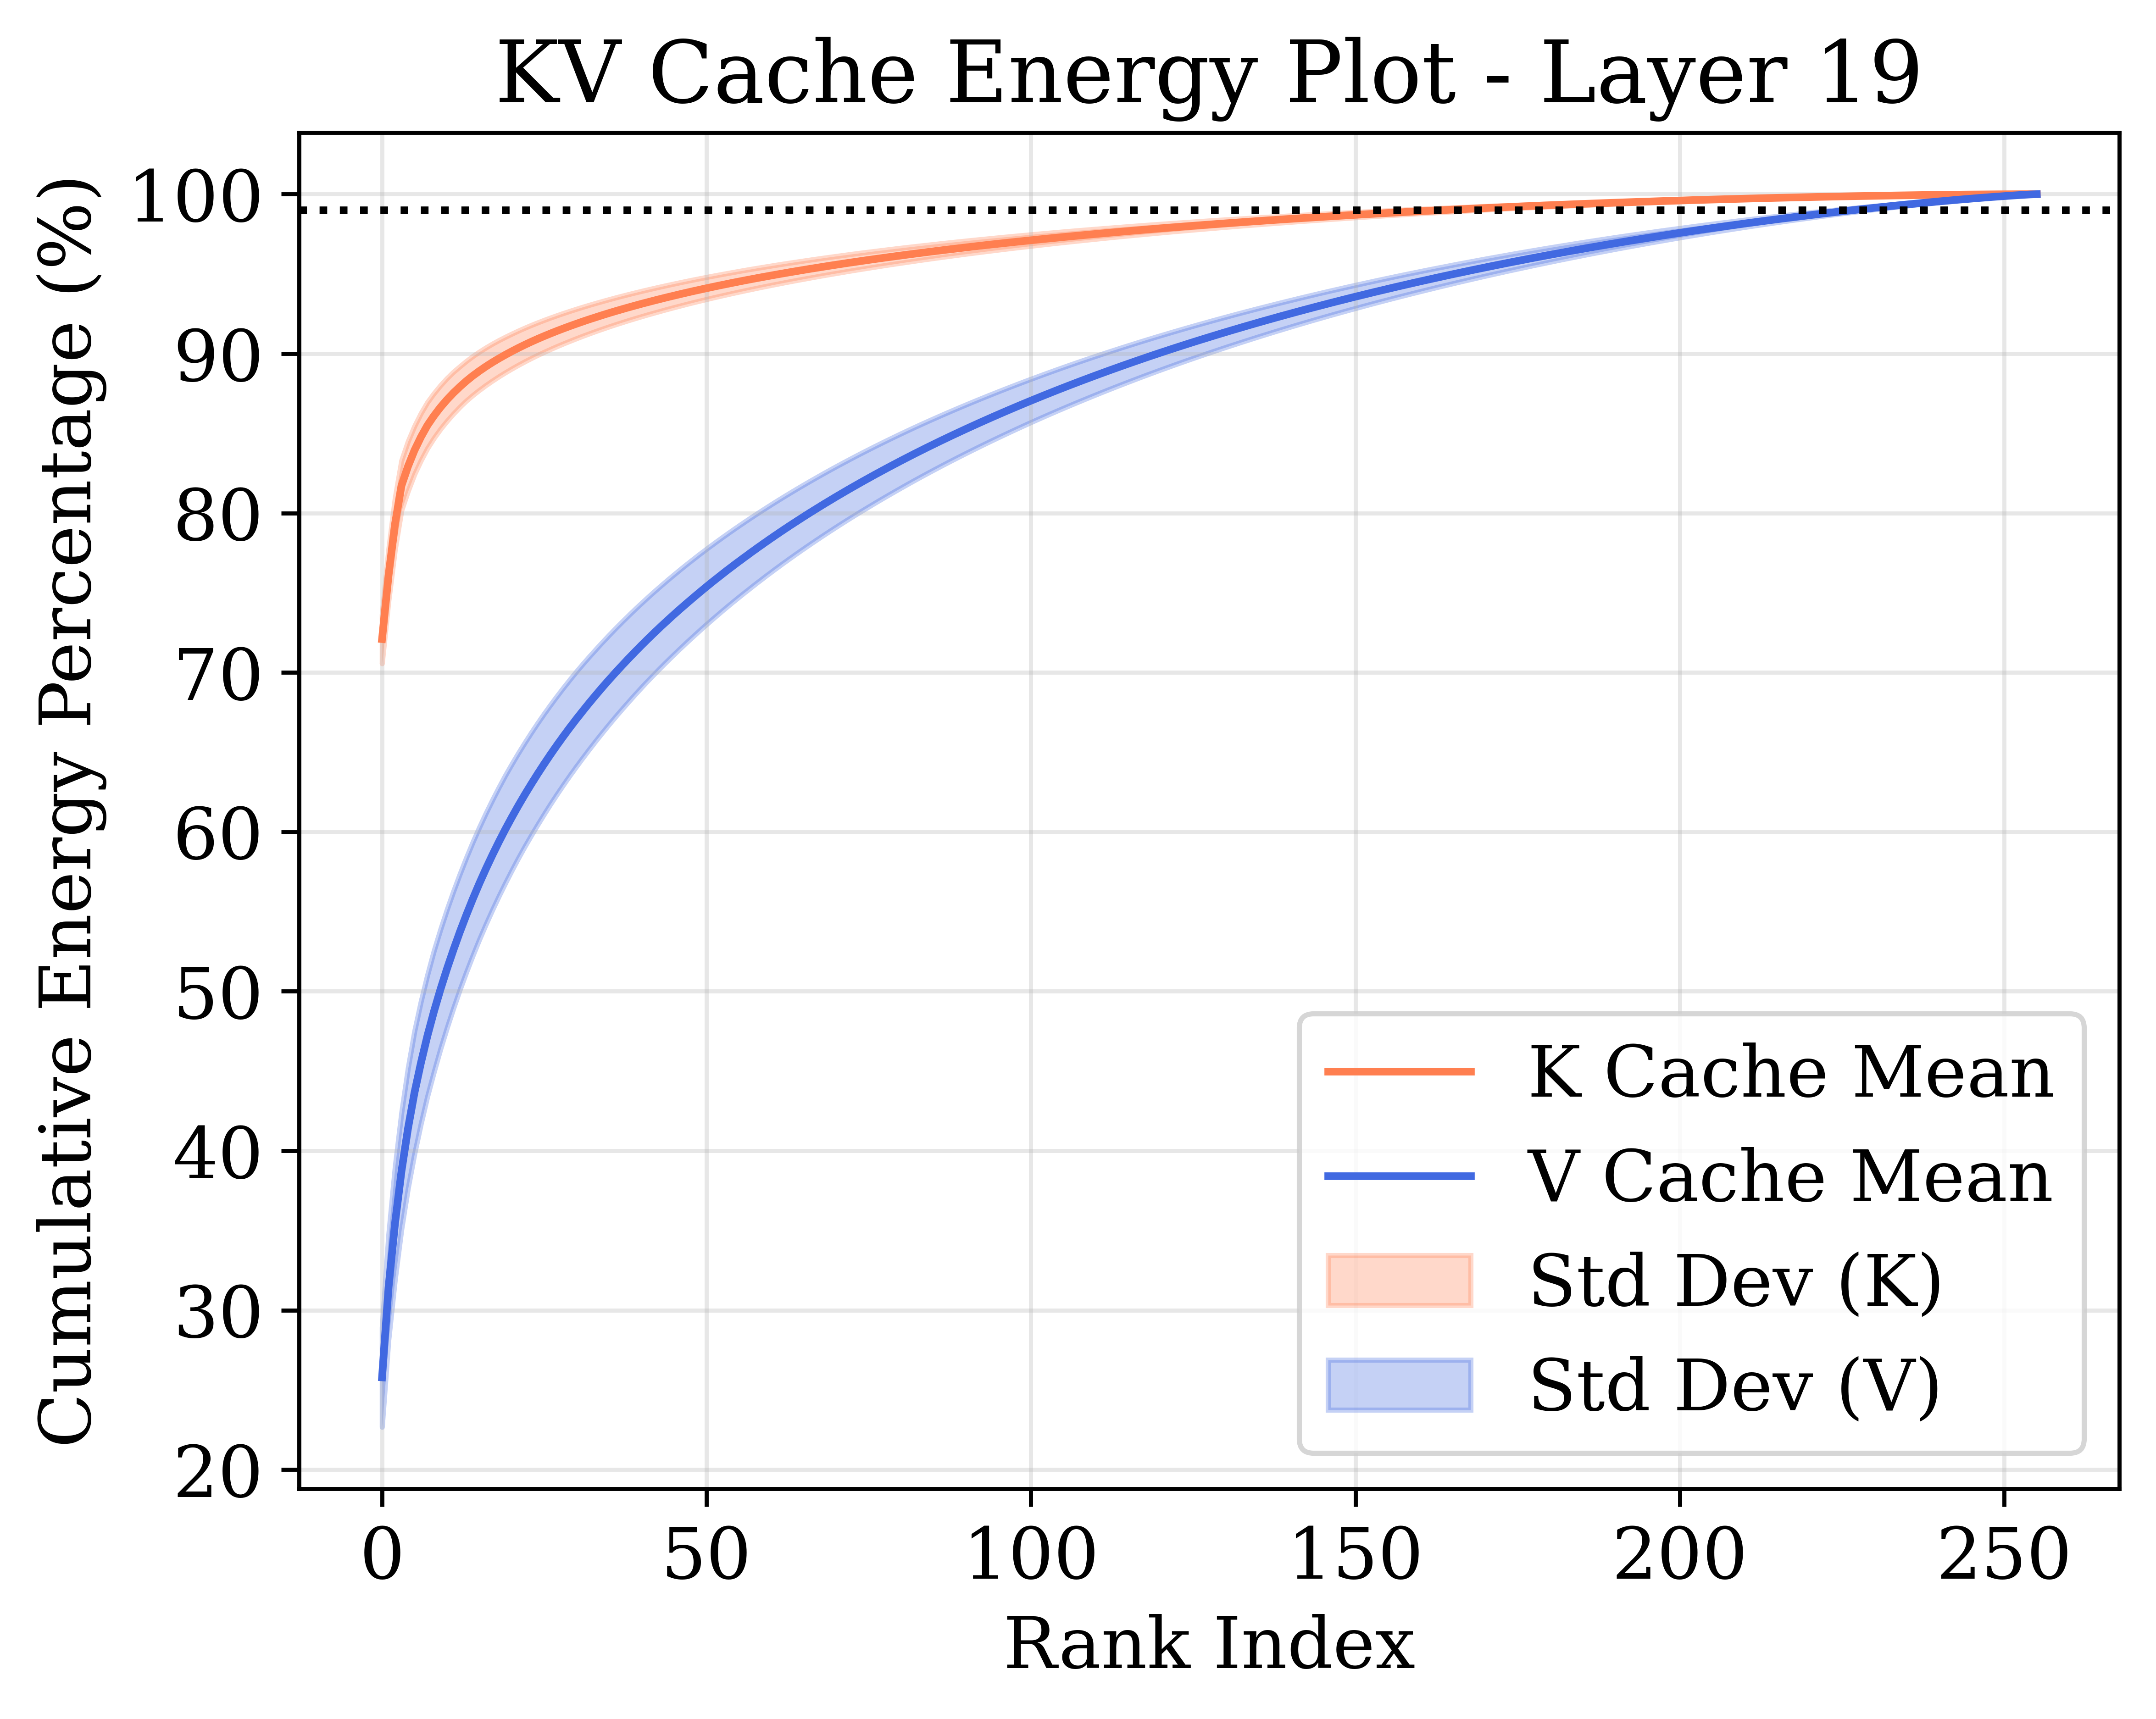 KV Cache Energy Plot - Layer 19
Cumulative Energy Percentage (%)
100
90
80
70
60
50
40
30
20
K Cache Mean
V Cache Mean
Std Dev (K)
Std Dev (V)
0 50 100 150 200 250
Rank Index